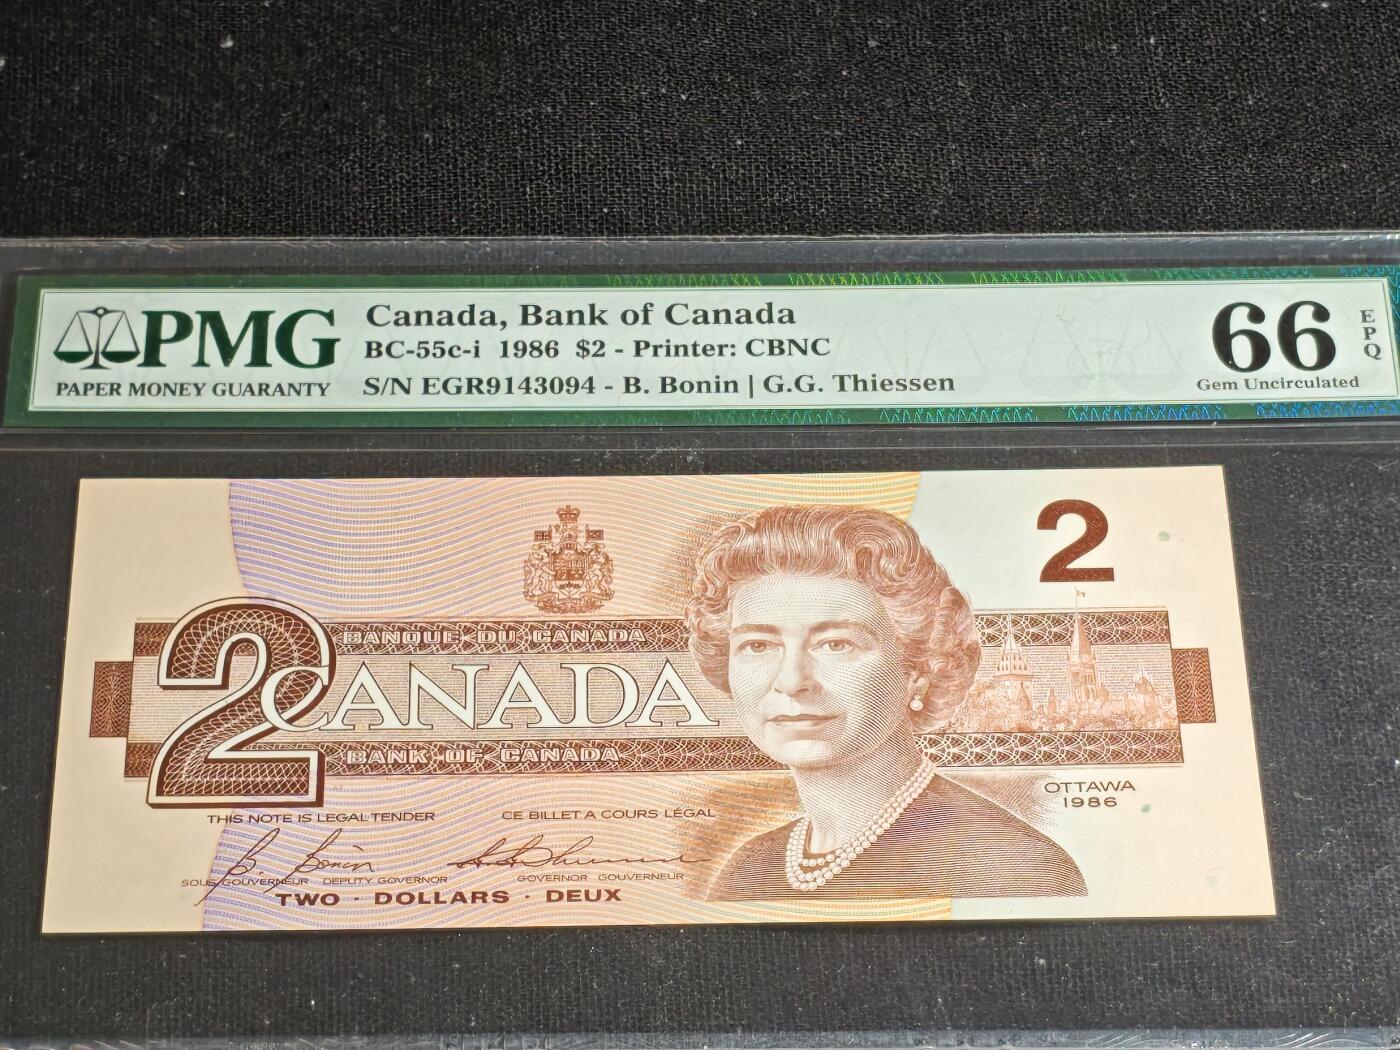 PMG
PAPER MONEY GUARANTY
Canada, Bank of Canada
BC-55c-i 1986 $2 - Printer: CBNC
S/N EGR9143094 - B. Bonin | G.G. Thiessen
66
EPQ
Gem Uncirculated
2
2
BANQUE DU CANADA
CANADA
BANK OF CANADA
OTTAWA
1986
THIS NOTE IS LEGAL TENDER
CE BILLET A COURS LÉGAL
B. Bonin
SOUS-GOUVERNEUR DEPUTY GOVERNOR
GOVERNOR GOUVERNEUR
TWO · DOLLARS · DEUX